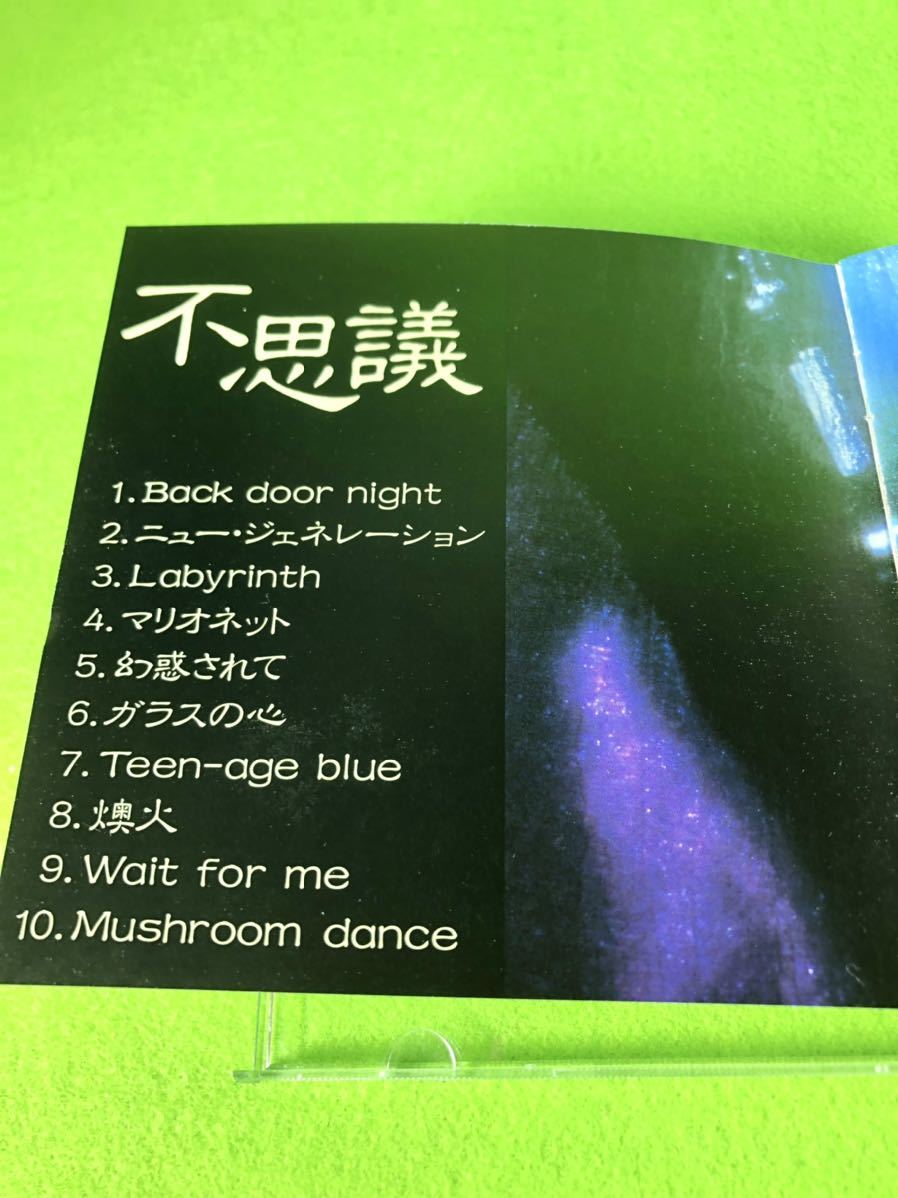 不思議
1. Back door night
2. ニュー・ジェネレーション
3. Labyrinth
4. マリオネット
5. 幻惑されて
6. ガラスの心
7. Teen-age blue
8. 燠火
9. Wait for me
10. Mushroom dance